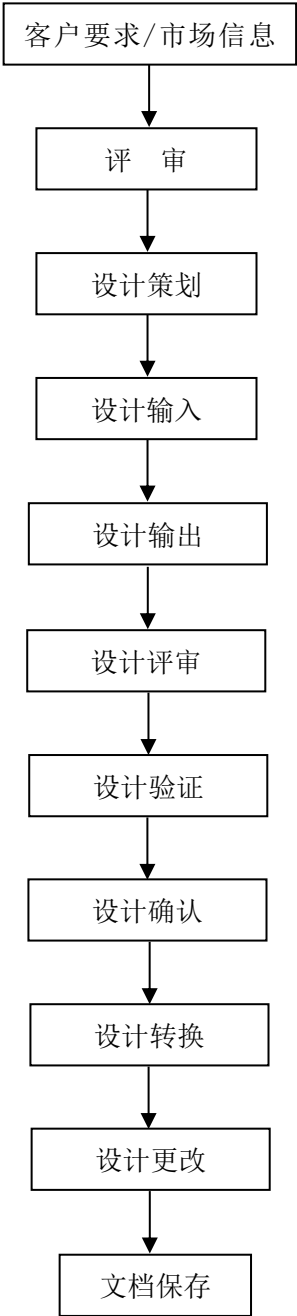 客户要求/市场信息
评 审
设计策划
设计输入
设计输出
设计评审
设计验证
设计确认
设计转换
设计更改
文档保存